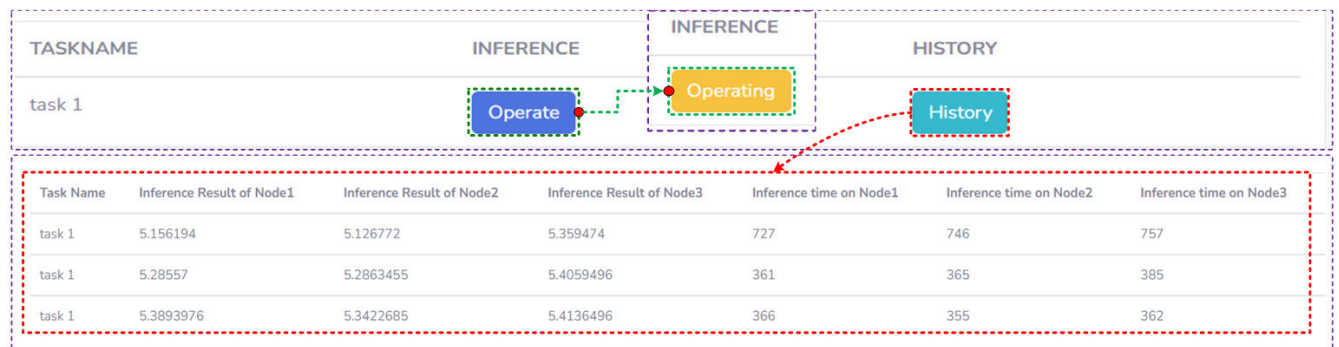 TASKNAME INFERENCE INFERENCE HISTORY
task 1 Operate Operating History
Task Name Inference Result of Node1 Inference Result of Node2 Inference Result of Node3 Inference time on Node1 Inference time on Node2 Inference time on Node3
task 1 5.156194 5.126772 5.359474 727 746 757
task 1 5.28557 5.2863455 5.4059496 361 365 385
task 1 5.3893976 5.3422685 5.4136496 366 355 362